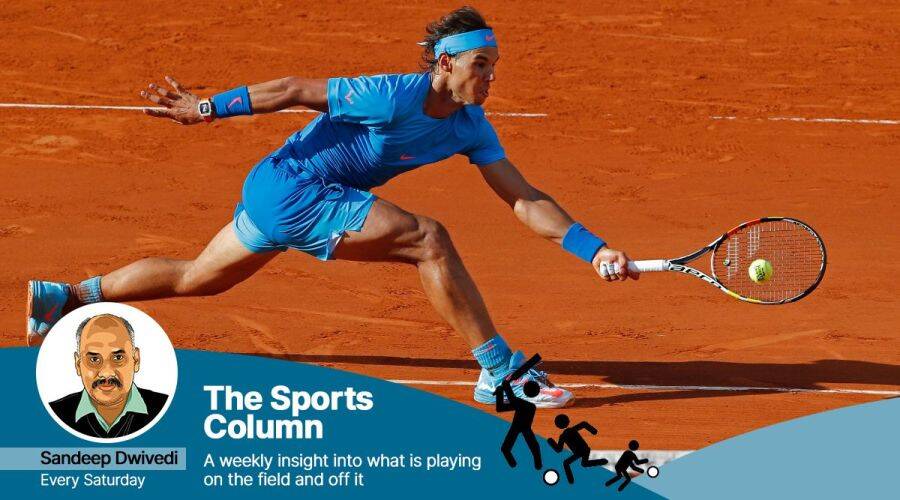 BABOLAT
The Sports
Column
Sandeep Dwivedi
Every Saturday
A weekly insight into what is playing
on the field and off it